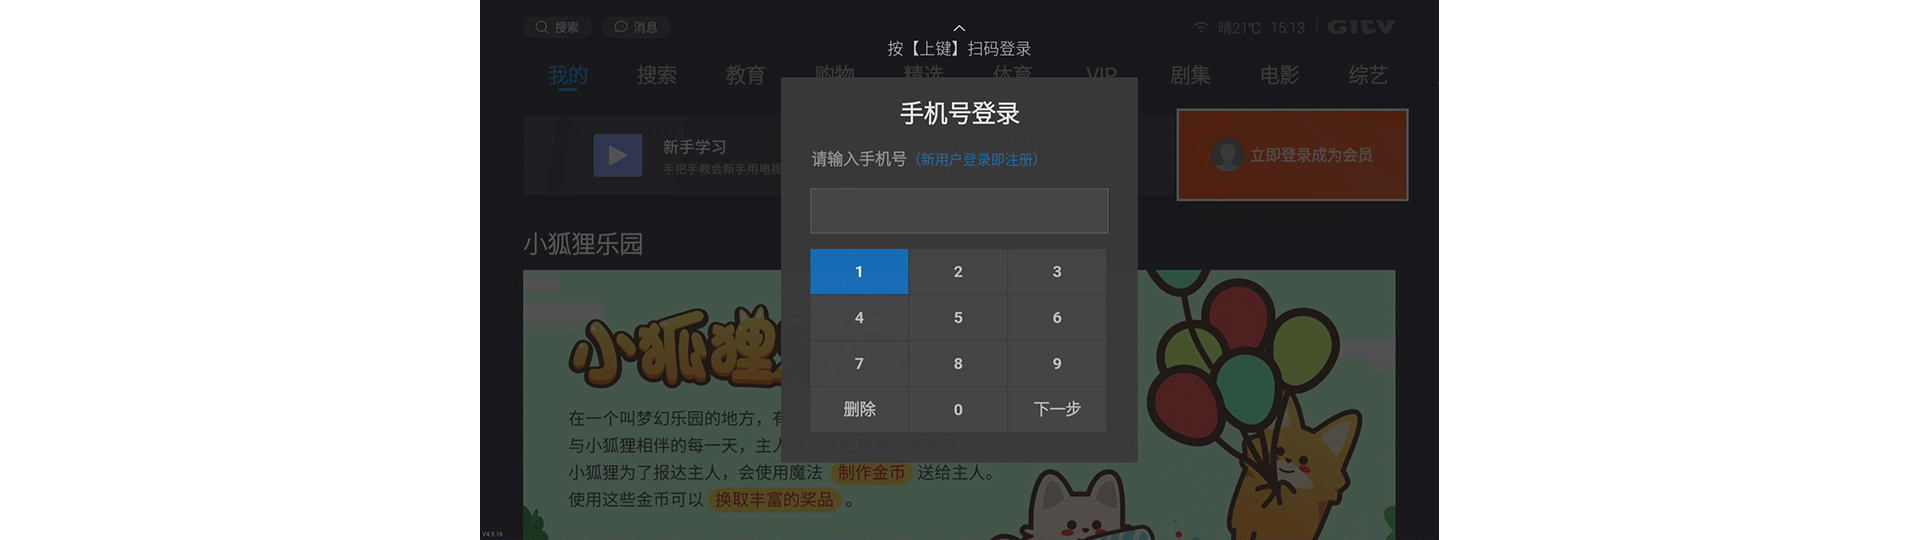 搜索 消息
晴21℃ 15:13 GITV
按【上键】扫码登录
我的 搜索 教育 购物 精选 体育 VIP 剧集 电影 综艺
手机号登录
新手学习
手把手教会新手用电视
请输入手机号（新用户登录即注册）
立即登录成为会员
1 2 3
4 5 6
7 8 9
删除 0 下一步
小狐狸乐园
小狐狸
在一个叫梦幻乐园的地方，有
与小狐狸相伴的每一天，主人
小狐狸为了报达主人，会使用魔法 制作金币 送给主人。
使用这些金币可以 换取丰富的奖品 。
V4.9.16